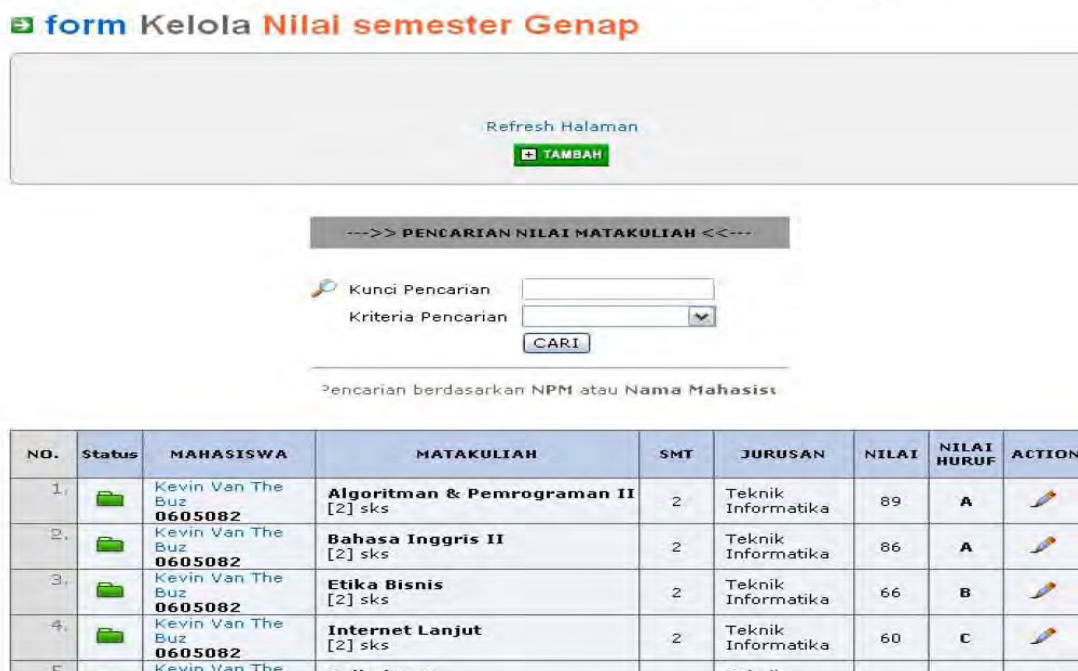 form Kelola Nilai semester Genap
Refresh Halaman
TAMBAH
--->> PENCARIAN NILAI MATAKULIAH <<---
Kunci Pencarian
Kriteria Pencarian
CARI
Pencarian berdasarkan NPM atau Nama Mahasisw
NO. Status MAHASISWA MATAKULIAH SMT JURUSAN NILAI NILAI HURUF ACTION
1. Kevin Van The Buz 0605082 Algoritman & Pemrograman II [2] sks 2 Teknik Informatika 89 A
2. Kevin Van The Buz 0605082 Bahasa Inggris II [2] sks 2 Teknik Informatika 86 A
3. Kevin Van The Buz 0605082 Etika Bisnis [2] sks 2 Teknik Informatika 66 B
4. Kevin Van The Buz 0605082 Internet Lanjut [2] sks 2 Teknik Informatika 60 C
5. Kevin Van The